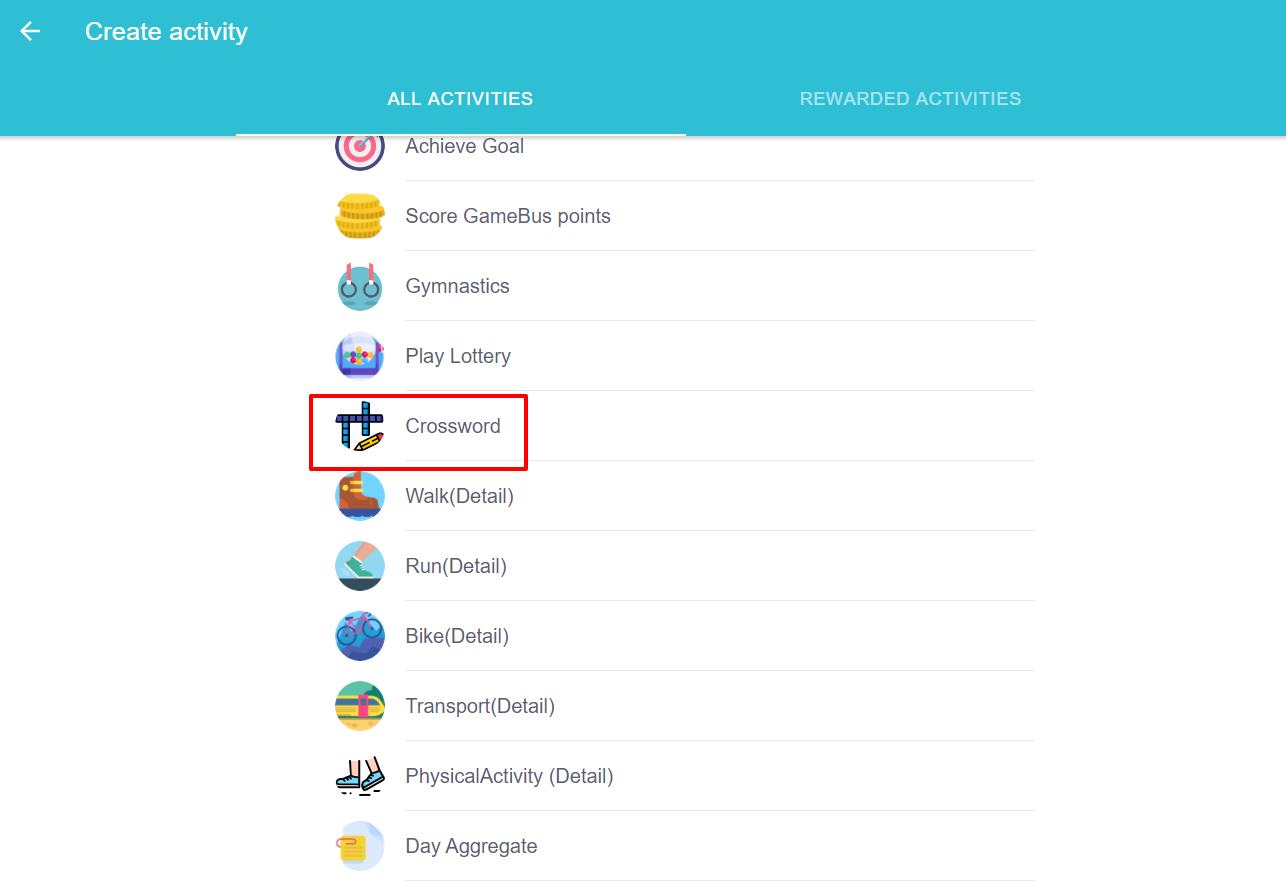 Create activity
ALL ACTIVITIES
REWARDED ACTIVITIES
Achieve Goal
Score GameBus points
Gymnastics
Play Lottery
Crossword
Walk(Detail)
Run(Detail)
Bike(Detail)
Transport(Detail)
PhysicalActivity (Detail)
Day Aggregate